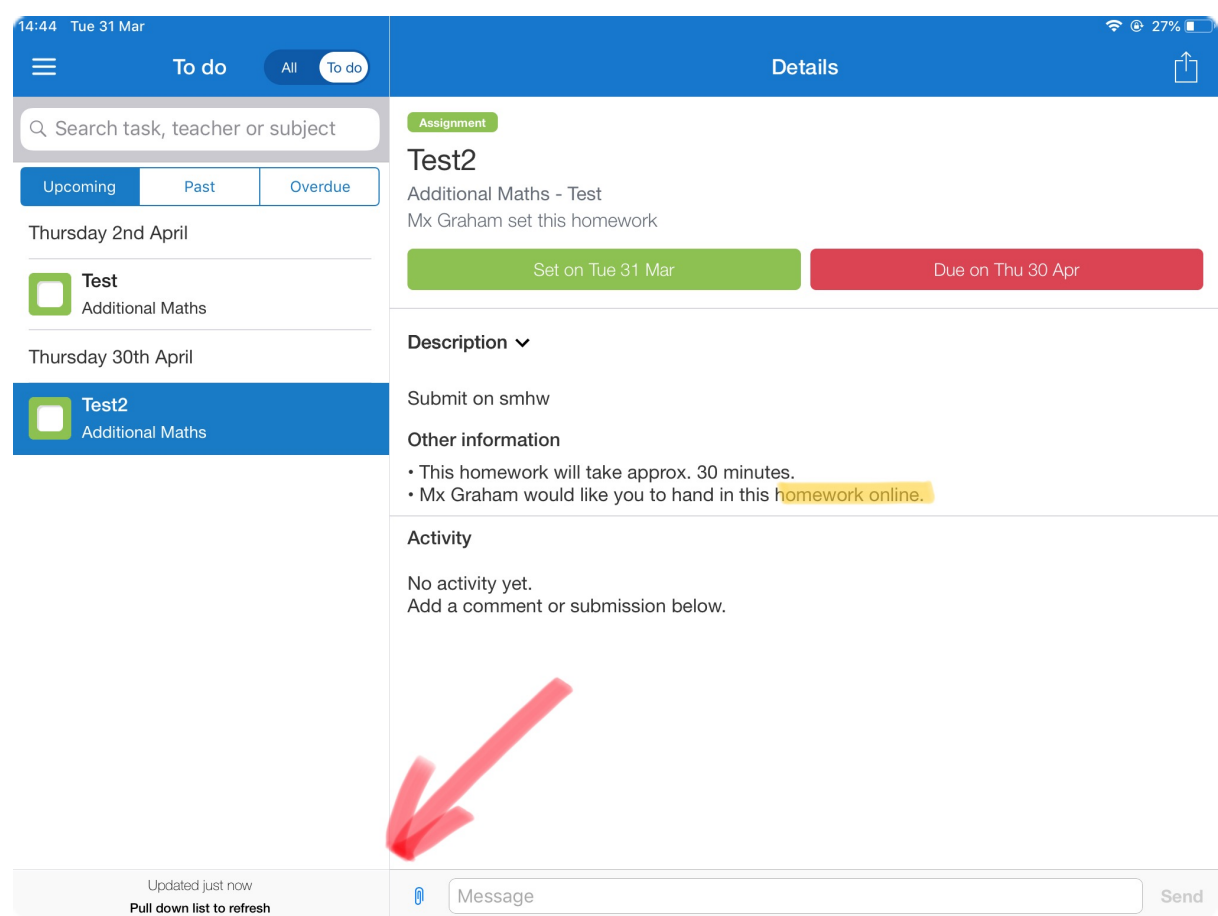 14:44 Tue 31 Mar
27%
To do
All
To do
Details
Search task, teacher or subject
Upcoming
Past
Overdue
Thursday 2nd April
Test
Additional Maths
Thursday 30th April
Test2
Additional Maths
Updated just now
Pull down list to refresh
Assignment
Test2
Additional Maths - Test
Mx Graham set this homework
Set on Tue 31 Mar
Due on Thu 30 Apr
Description
Submit on smhw
Other information
• This homework will take approx. 30 minutes.
• Mx Graham would like you to hand in this homework online.
Activity
No activity yet.
Add a comment or submission below.
Message
Send